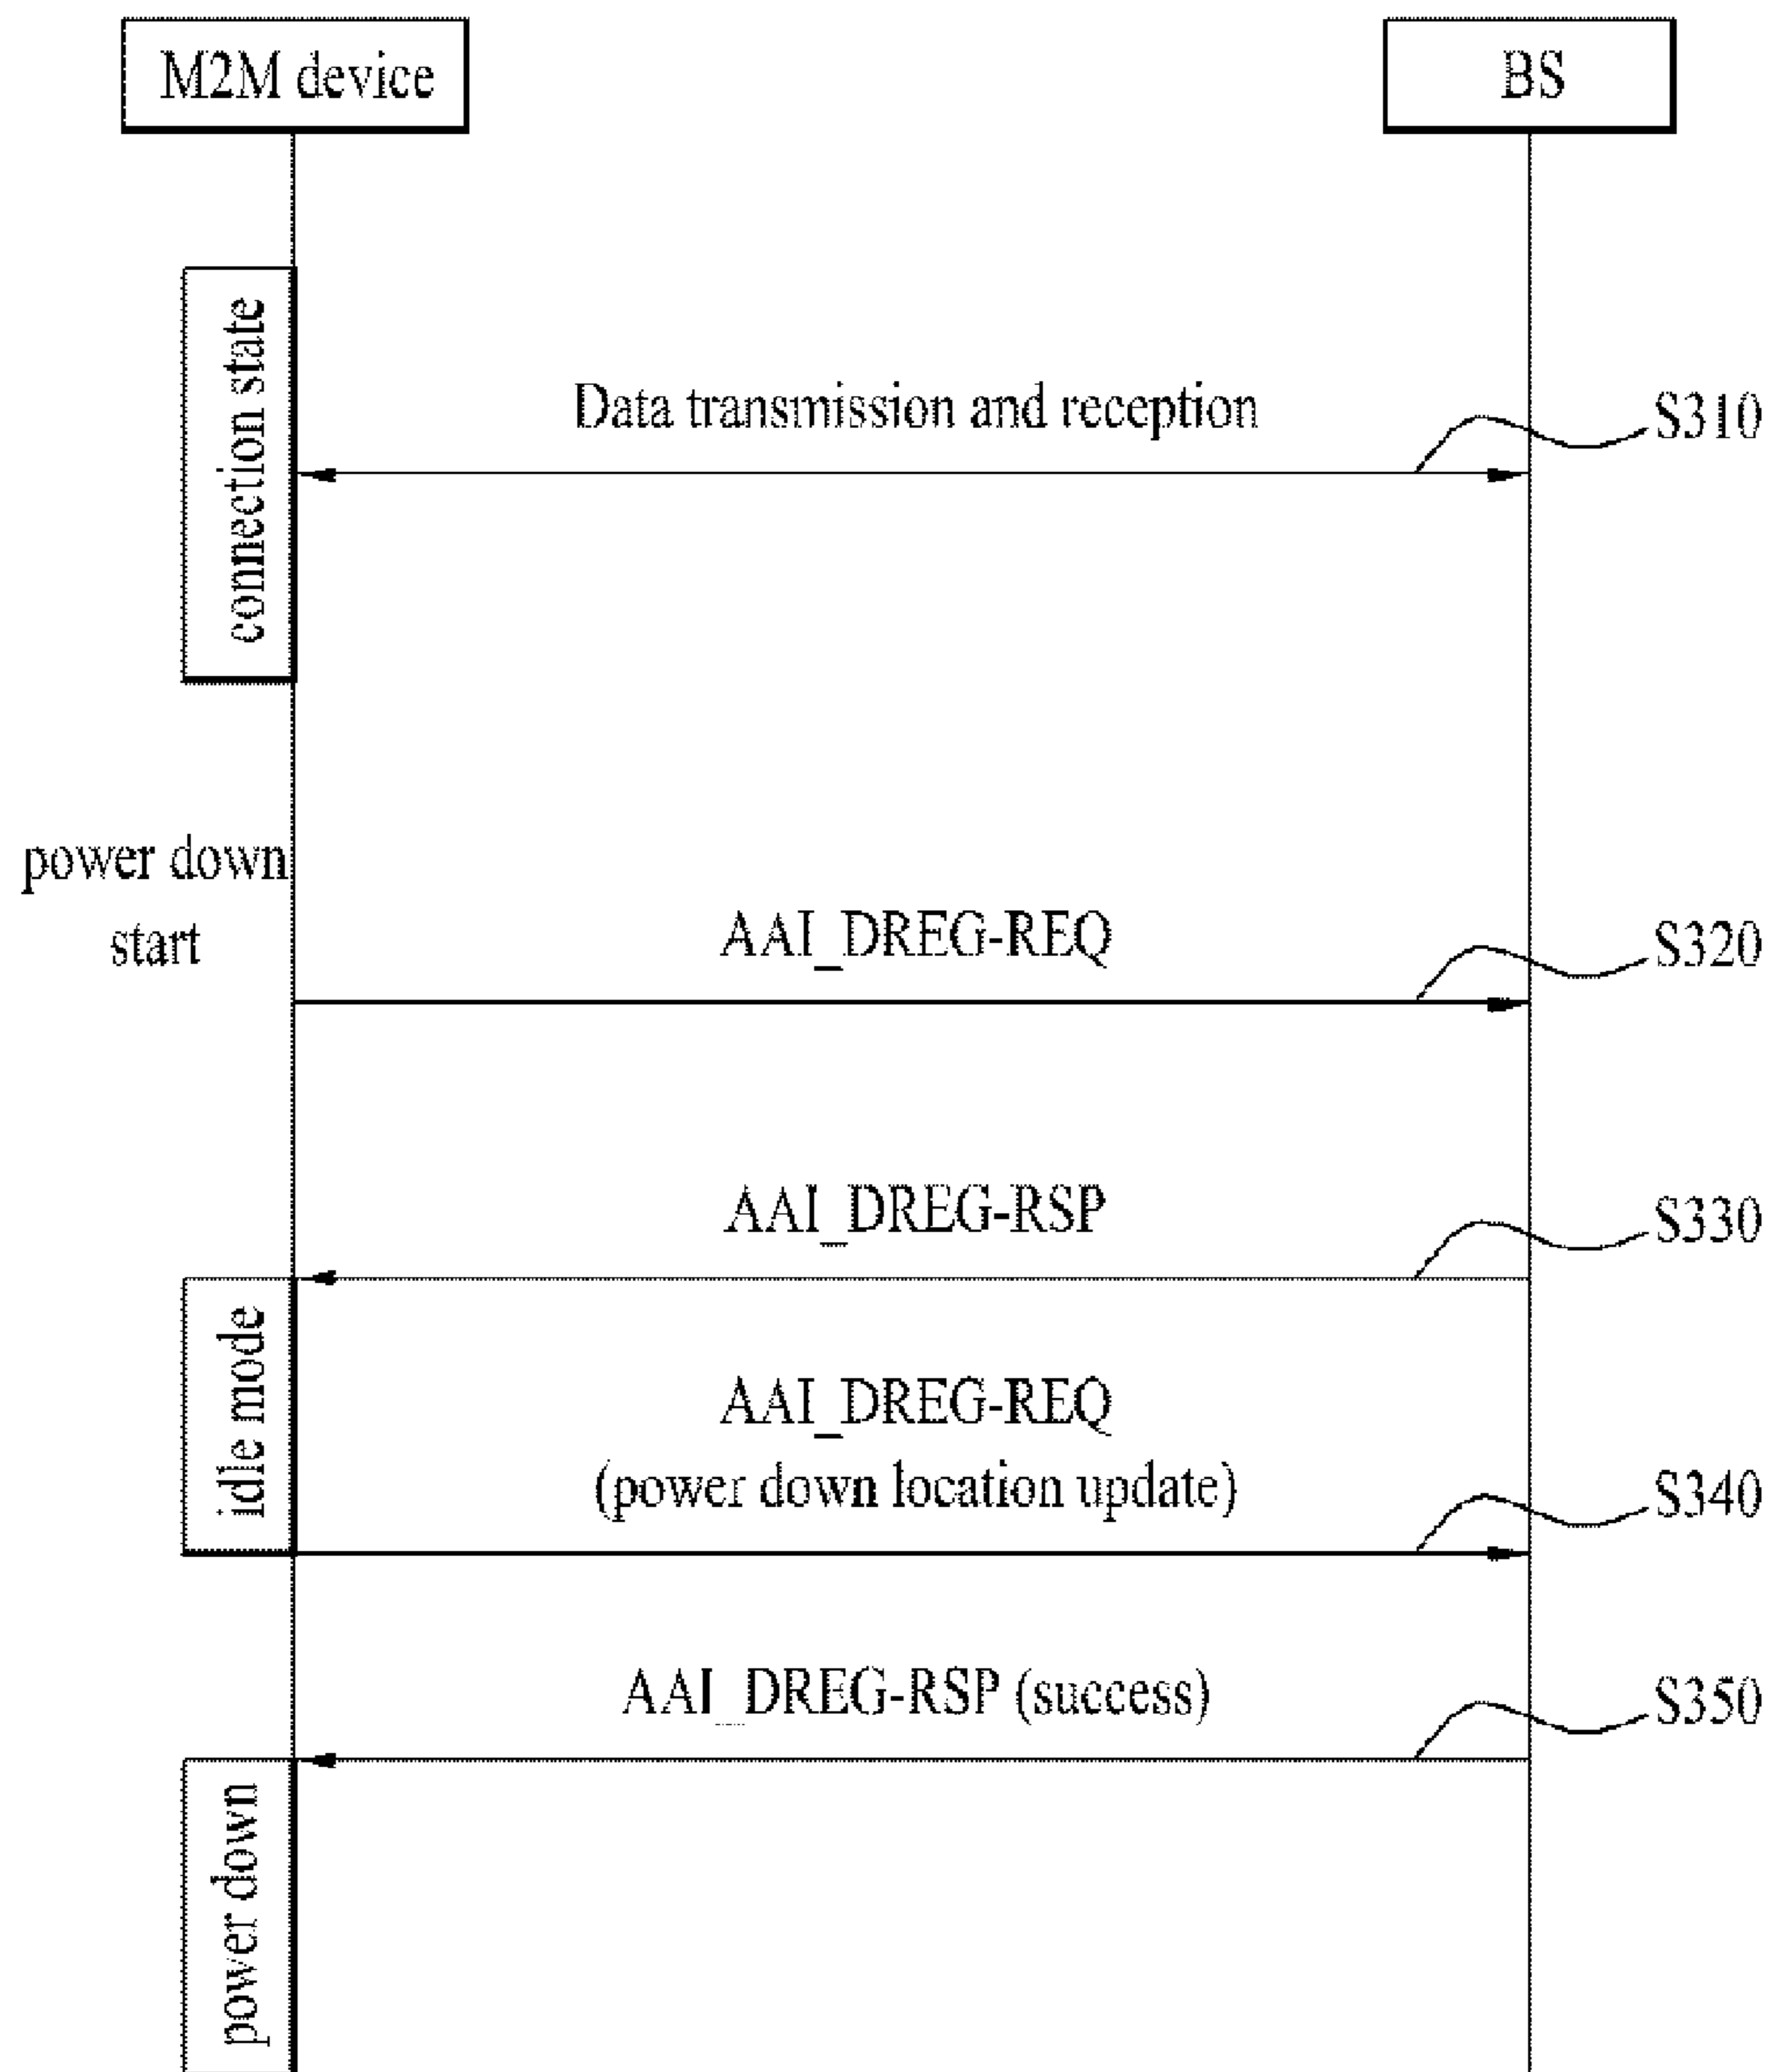 M2M device
BS
connection state
Data transmission and reception
S310
power down
start
AAI_DREG-REQ
S320
AAI_DREG-RSP
S330
idle mode
AAI_DREG-REQ
(power down location update)
S340
AAI_DREG-RSP (success)
S350
power down